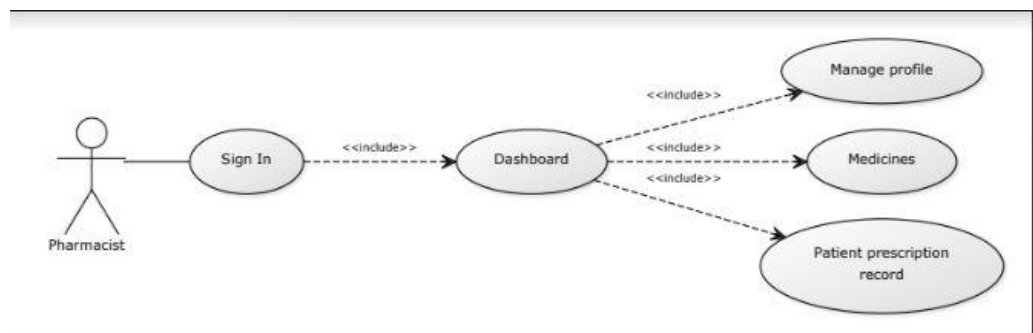 Manage profile
<<include>>
Sign In
<<include>>
Dashboard
<<include>>
Medicines
<<include>>
Pharmacist
Patient prescription
record